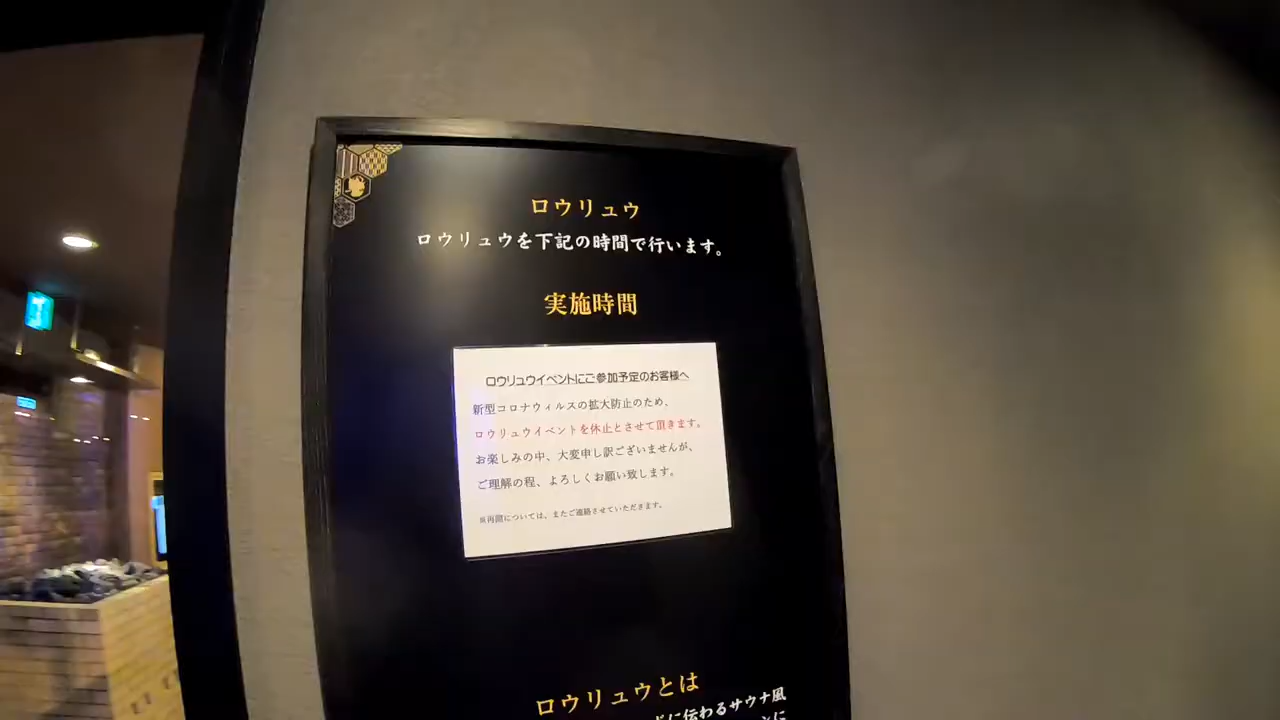 ロウリュウ
ロウリュウを下記の時間で行います。
実施時間
ロウリュウイベントにご参加予定のお客様へ
新型コロナウィルスの拡大防止のため、
ロウリュウイベントを休止とさせて頂きます。
お楽しみの中、大変申し訳ございませんが、
ご理解の程、よろしくお願い致します。
※再開については、またご連絡させていただきます。
ロウリュウとは
ドに伝わるサウナ風